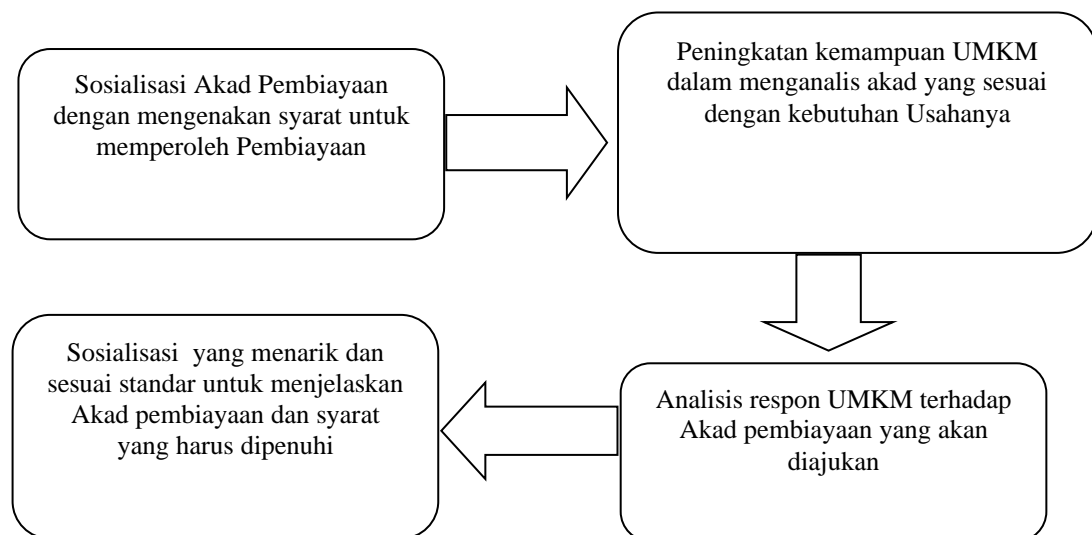 Sosialisasi Akad Pembiayaan
dengan mengenakan syarat untuk
memperoleh Pembiayaan
Peningkatan kemampuan UMKM
dalam menganalis akad yang sesuai
dengan kebutuhan Usahanya
Analisis respon UMKM terhadap
Akad pembiayaan yang akan
diajukan
Sosialisasi yang menarik dan
sesuai standar untuk menjelaskan
Akad pembiayaan dan syarat
yang harus dipenuhi